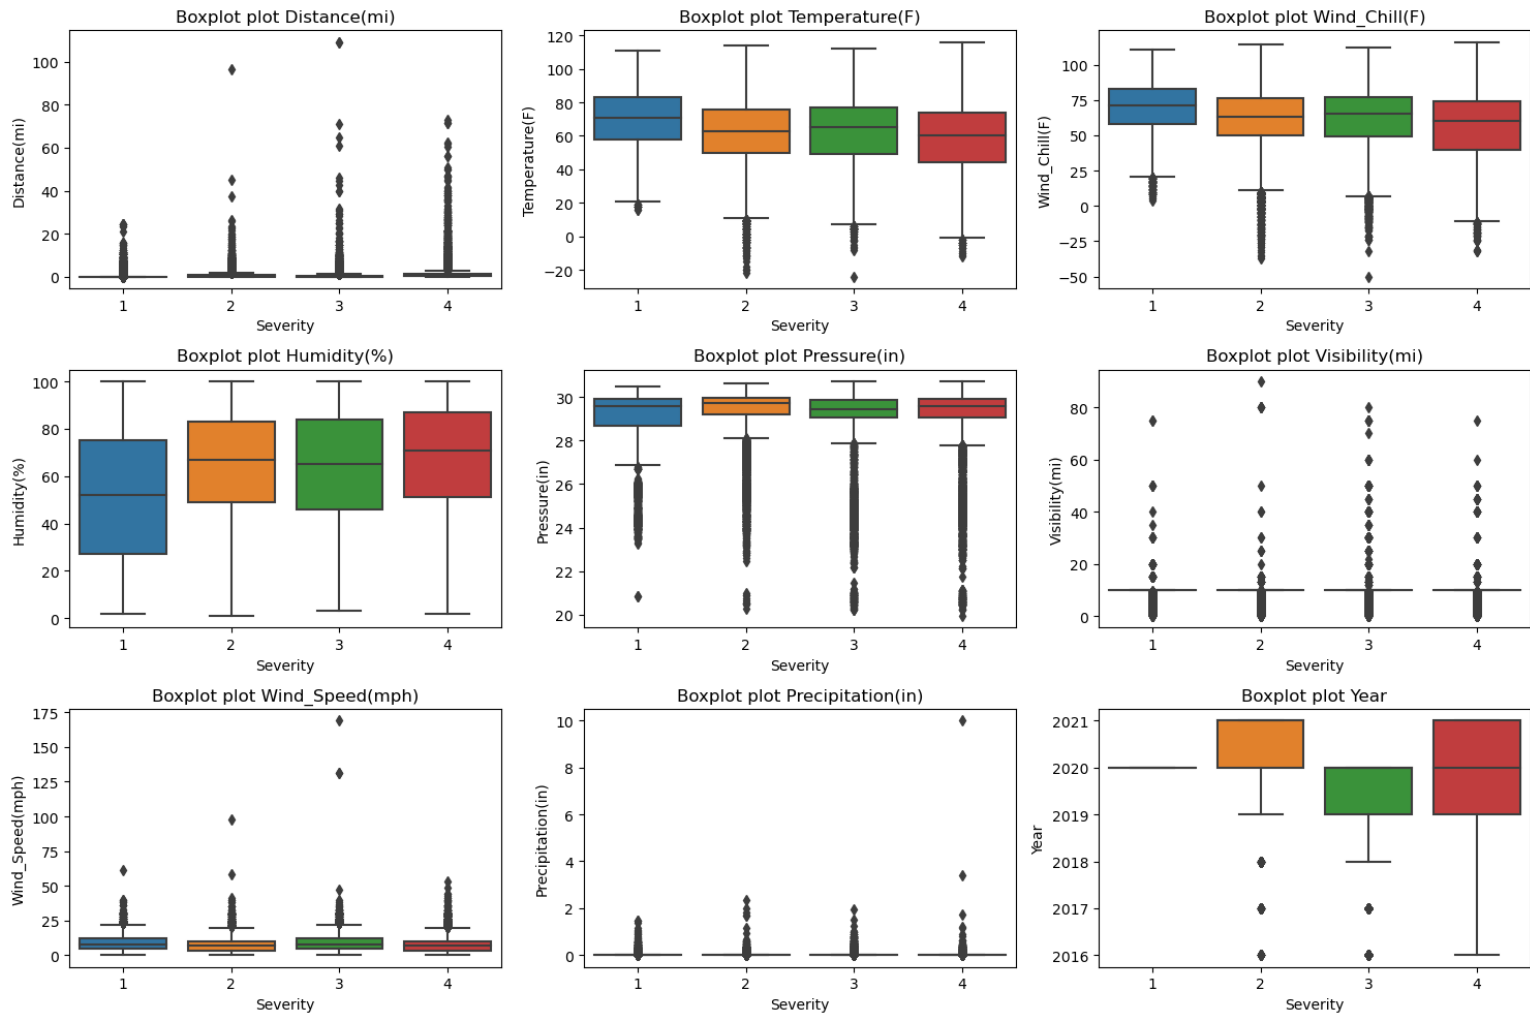 Boxplot plot Distance(mi)
Distance(mi)
100
80
60
40
20
0
1 2 3 4
Severity
Boxplot plot Temperature(F)
Temperature(F)
120
100
80
60
40
20
0
−20
1 2 3 4
Severity
Boxplot plot Wind_Chill(F)
Wind_Chill(F)
100
75
50
25
0
−25
−50
1 2 3 4
Severity
Boxplot plot Humidity(%)
Humidity(%)
100
80
60
40
20
0
1 2 3 4
Severity
Boxplot plot Pressure(in)
Pressure(in)
30
28
26
24
22
20
1 2 3 4
Severity
Boxplot plot Visibility(mi)
Visibility(mi)
80
60
40
20
0
1 2 3 4
Severity
Boxplot plot Wind_Speed(mph)
Wind_Speed(mph)
175
150
125
100
75
50
25
0
1 2 3 4
Severity
Boxplot plot Precipitation(in)
Precipitation(in)
10
8
6
4
2
0
1 2 3 4
Severity
Boxplot plot Year
Year
2021
2020
2019
2018
2017
2016
1 2 3 4
Severity